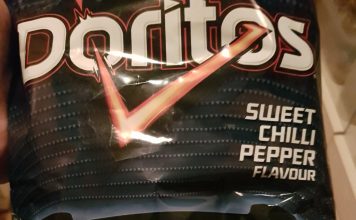 Doritos
SWEET
CHILLI
PEPPER
FLAVOUR